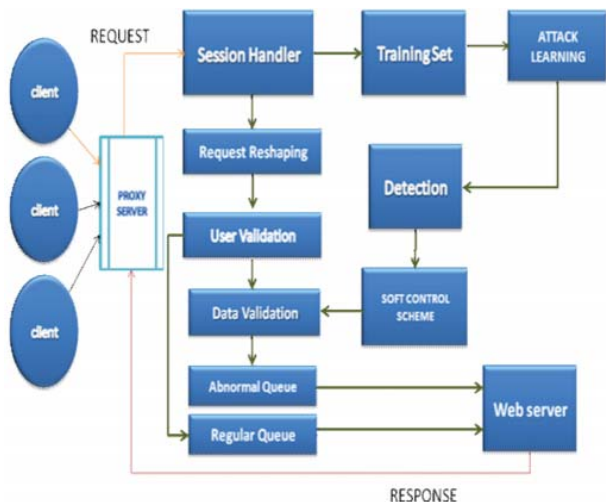 REQUEST
Session Handler
Training Set
ATTACK
LEARNING
client
Request Reshaping
PROXY
SERVER
client
Detection
User Validation
client
Data Validation
SOFT CONTROL
SCHEME
Abnormal Queue
Web server
Regular Queue
RESPONSE